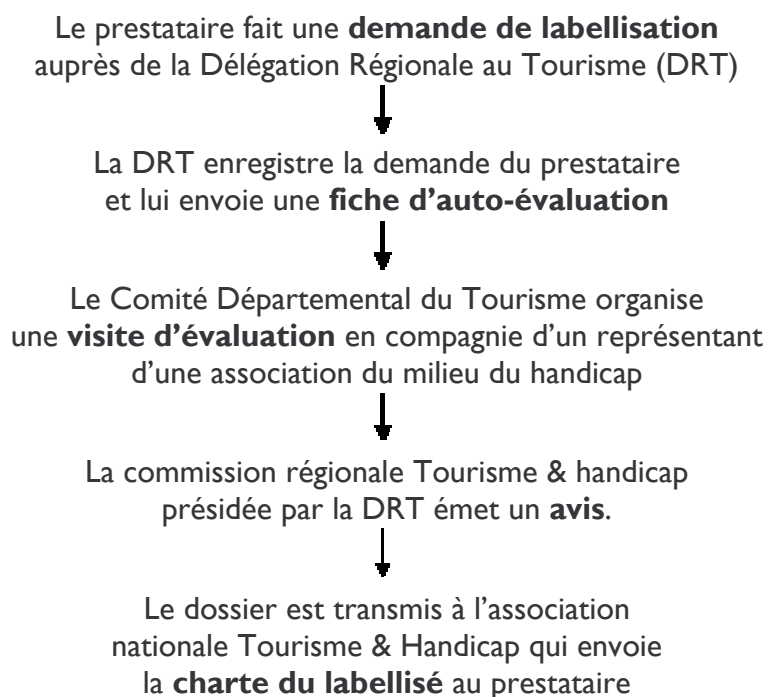 Le prestataire fait une demande de labellisation
auprès de la Délégation Régionale au Tourisme (DRT)
La DRT enregistre la demande du prestataire
et lui envoie une fiche d’auto-évaluation
Le Comité Départemental du Tourisme organise
une visite d’évaluation en compagnie d’un représentant
d’une association du milieu du handicap
La commission régionale Tourisme & handicap
présidée par la DRT émet un avis.
Le dossier est transmis à l’association
nationale Tourisme & Handicap qui envoie
la charte du labellisé au prestataire